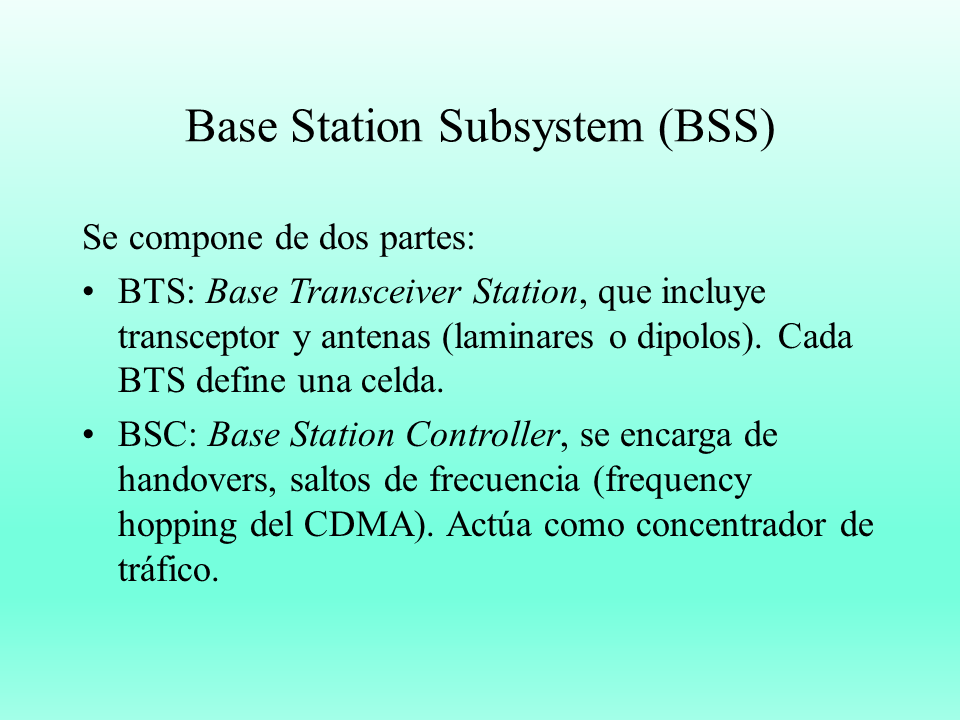 Base Station Subsystem (BSS)
Se compone de dos partes:
• BTS: Base Transceiver Station, que incluye
transceptor y antenas (laminares o dipolos). Cada
BTS define una celda.
• BSC: Base Station Controller, se encarga de
handovers, saltos de frecuencia (frequency
hopping del CDMA). Actúa como concentrador de
tráfico.